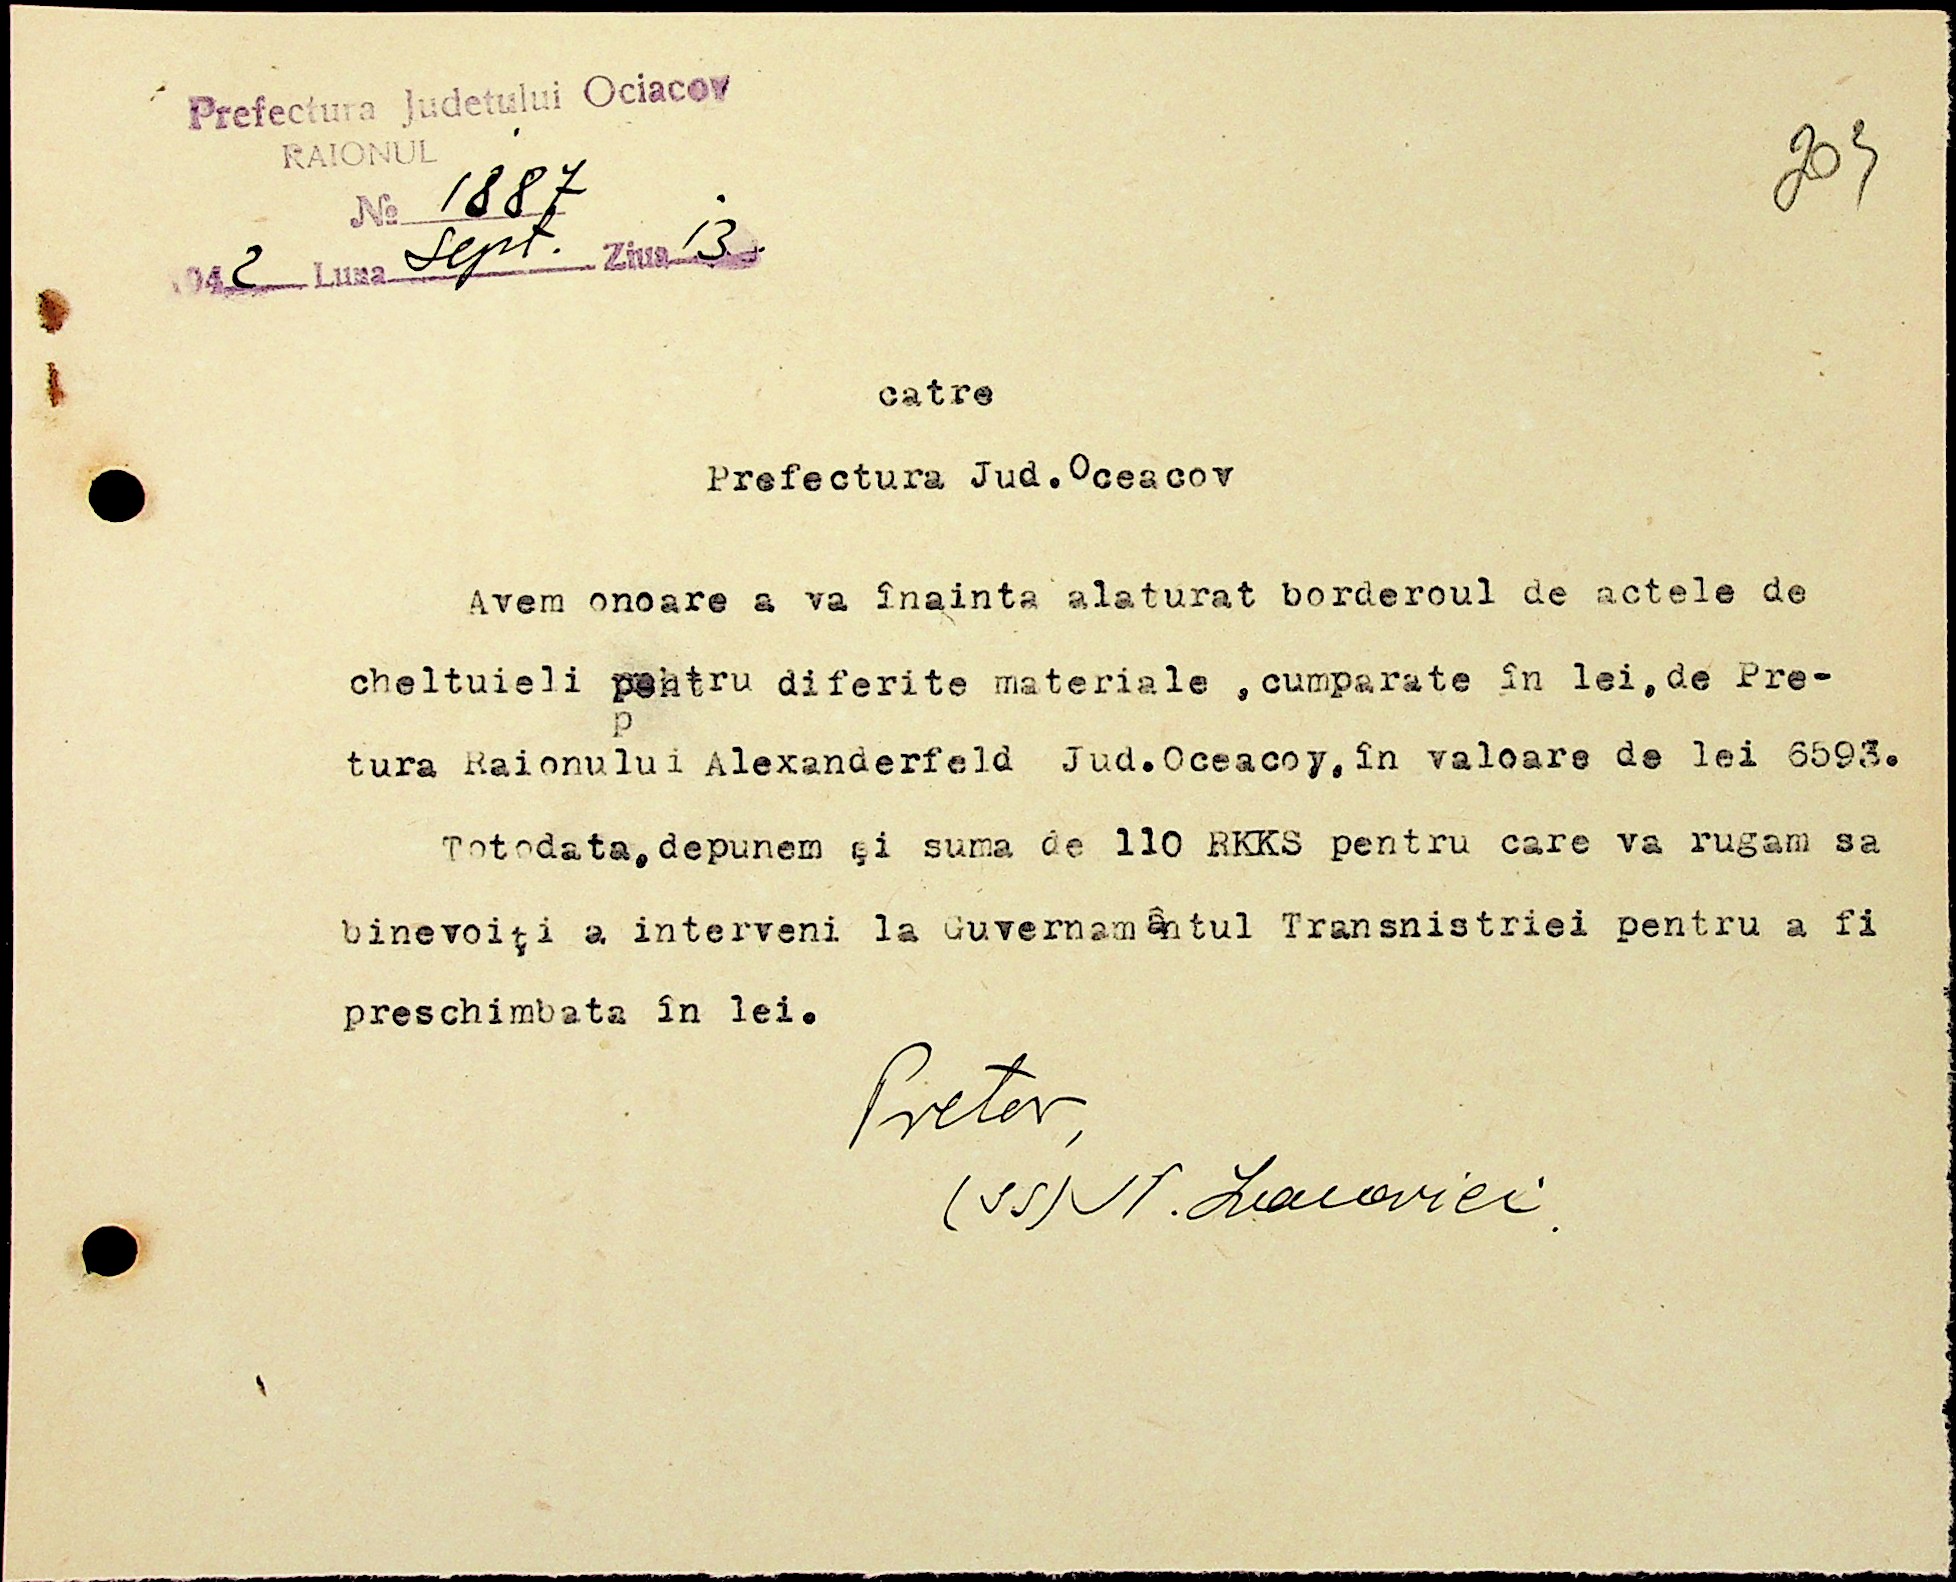 Prefectura Judetului Ociacov
RAIONUL
№ 1887
1942 Luna Sept. Ziua 13.
catre
Prefectura Jud.Oceacov
Avem onoare a va înainta alaturat borderoul de actele de
cheltuieli pentru diferite materiale ,cumparate în lei,de Pre-
p
tura Raionului Alexanderfeld Jud.Oceacov,în valoare de lei 6593.
Totodata,depunem şi suma de 110 RKKS pentru care va rugam sa
binevoiţi a interveni la Guvernamântul Transnistriei pentru a fi
preschimbata în lei.
Pretor,
(ss)